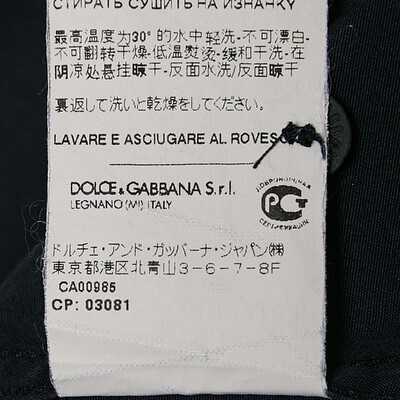 СТИРАТЬ СУШИТЬ НА ИЗНАНКУ
最高温度为30°的水中轻洗-不可漂白-
不可翻转干燥-低温熨烫-缓和干洗-在
阴凉处悬挂晾干-反面水洗/反面晾干
裏返して洗いと乾燥をしてください。
LAVARE E ASCIUGARE AL ROVESC
DOLCE & GABBANA S.r.l.
LEGNANO (MI) ITALY
ДОБРОВОЛЬНАЯ
РСТ
СЕРТИФИКАЦИЯ
ドルチェ・アンド・ガッバーナ・ジャパン(株)
東京都港区北青山3-6-7-8F
CA00985
CP: 03081